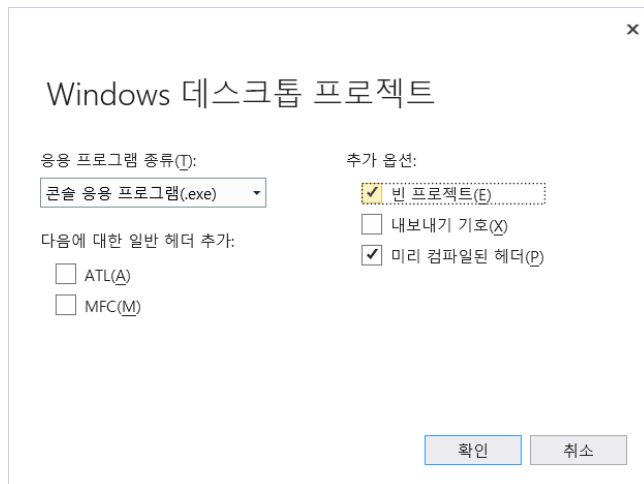 Windows 데스크톱 프로젝트
응용 프로그램 종류(T):
콘솔 응용 프로그램(.exe)
다음에 대한 일반 헤더 추가:
ATL(A)
MFC(M)
추가 옵션:
빈 프로젝트(E)
내보내기 기호(X)
미리 컴파일된 헤더(P)
확인
취소